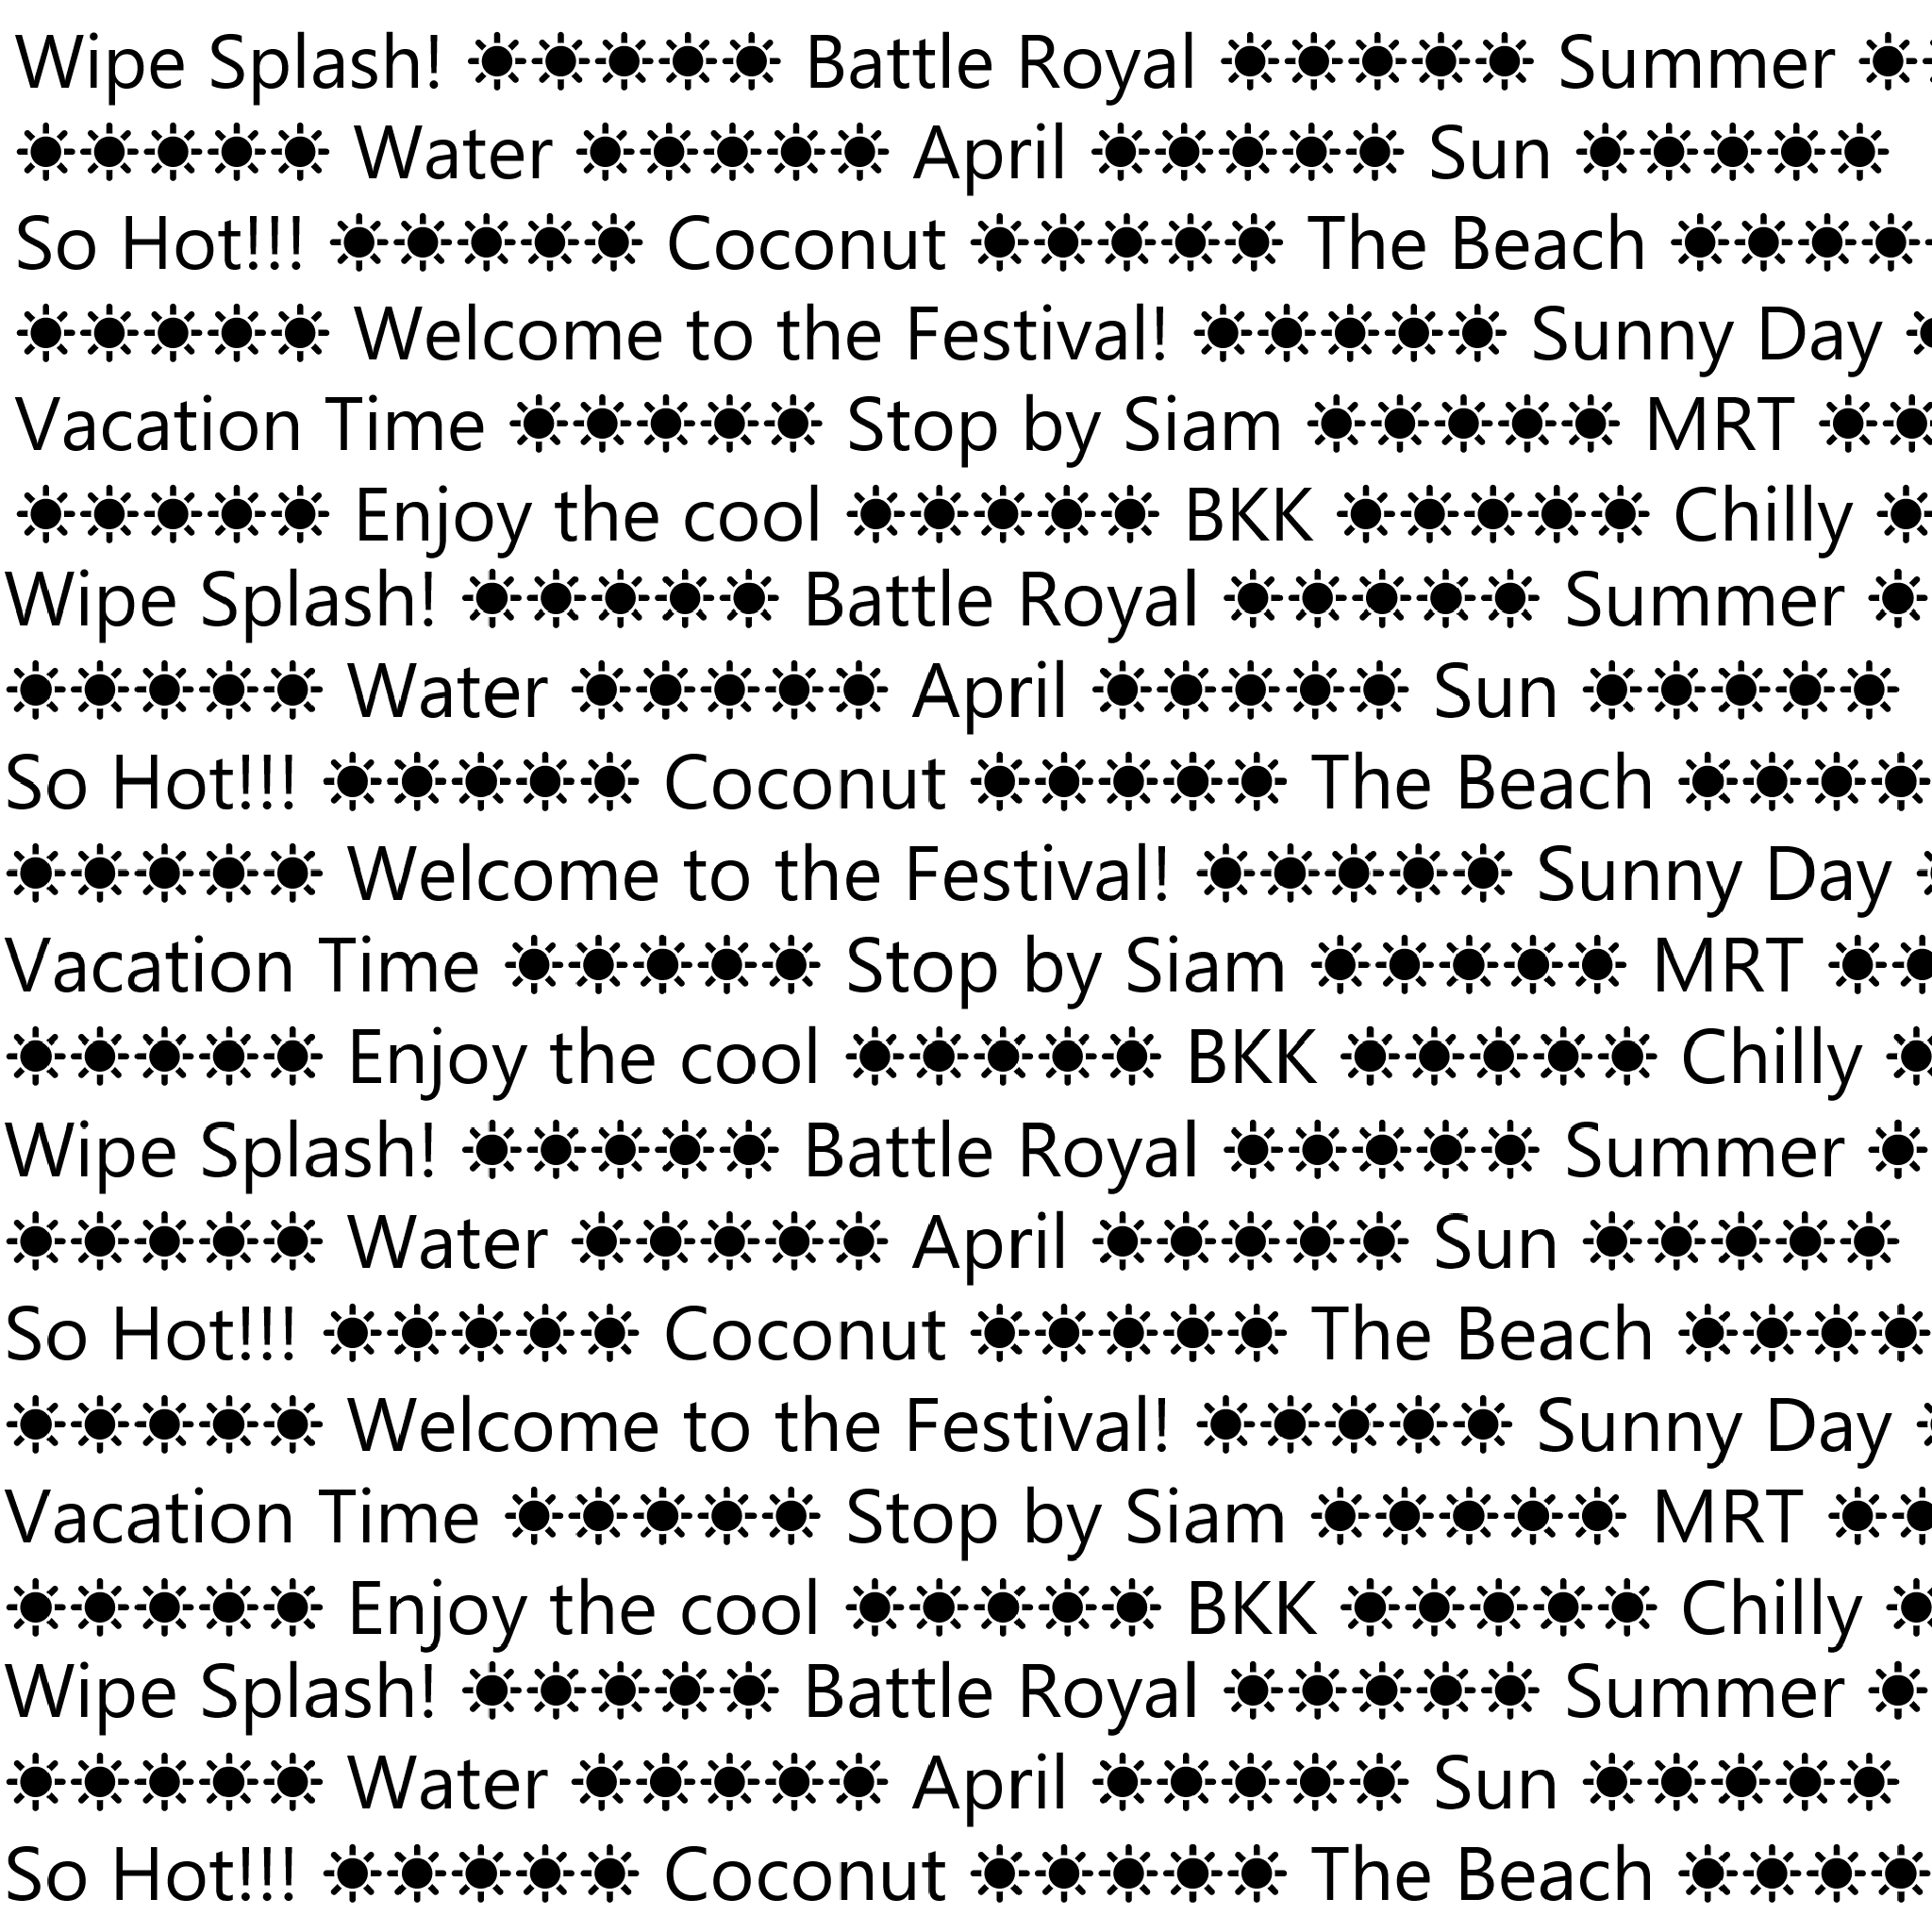 Wipe Splash! ☀☀☀☀☀ Battle Royal ☀☀☀☀☀ Summer ☀☀
☀☀☀☀☀ Water ☀☀☀☀☀ April ☀☀☀☀☀ Sun ☀☀☀☀☀
So Hot!!! ☀☀☀☀☀ Coconut ☀☀☀☀☀ The Beach ☀☀☀☀
☀☀☀☀☀ Welcome to the Festival! ☀☀☀☀☀ Sunny Day ☀
Vacation Time ☀☀☀☀☀ Stop by Siam ☀☀☀☀☀ MRT ☀☀
☀☀☀☀☀ Enjoy the cool ☀☀☀☀☀ BKK ☀☀☀☀☀ Chilly ☀
Wipe Splash! ☀☀☀☀☀ Battle Royal ☀☀☀☀☀ Summer ☀
☀☀☀☀☀ Water ☀☀☀☀☀ April ☀☀☀☀☀ Sun ☀☀☀☀☀
So Hot!!! ☀☀☀☀☀ Coconut ☀☀☀☀☀ The Beach ☀☀☀☀
☀☀☀☀☀ Welcome to the Festival! ☀☀☀☀☀ Sunny Day ☀
Vacation Time ☀☀☀☀☀ Stop by Siam ☀☀☀☀☀ MRT ☀☀
☀☀☀☀☀ Enjoy the cool ☀☀☀☀☀ BKK ☀☀☀☀☀ Chilly ☀
Wipe Splash! ☀☀☀☀☀ Battle Royal ☀☀☀☀☀ Summer ☀
☀☀☀☀☀ Water ☀☀☀☀☀ April ☀☀☀☀☀ Sun ☀☀☀☀☀
So Hot!!! ☀☀☀☀☀ Coconut ☀☀☀☀☀ The Beach ☀☀☀☀
☀☀☀☀☀ Welcome to the Festival! ☀☀☀☀☀ Sunny Day ☀
Vacation Time ☀☀☀☀☀ Stop by Siam ☀☀☀☀☀ MRT ☀☀
☀☀☀☀☀ Enjoy the cool ☀☀☀☀☀ BKK ☀☀☀☀☀ Chilly ☀
Wipe Splash! ☀☀☀☀☀ Battle Royal ☀☀☀☀☀ Summer ☀
☀☀☀☀☀ Water ☀☀☀☀☀ April ☀☀☀☀☀ Sun ☀☀☀☀☀
So Hot!!! ☀☀☀☀☀ Coconut ☀☀☀☀☀ The Beach ☀☀☀☀